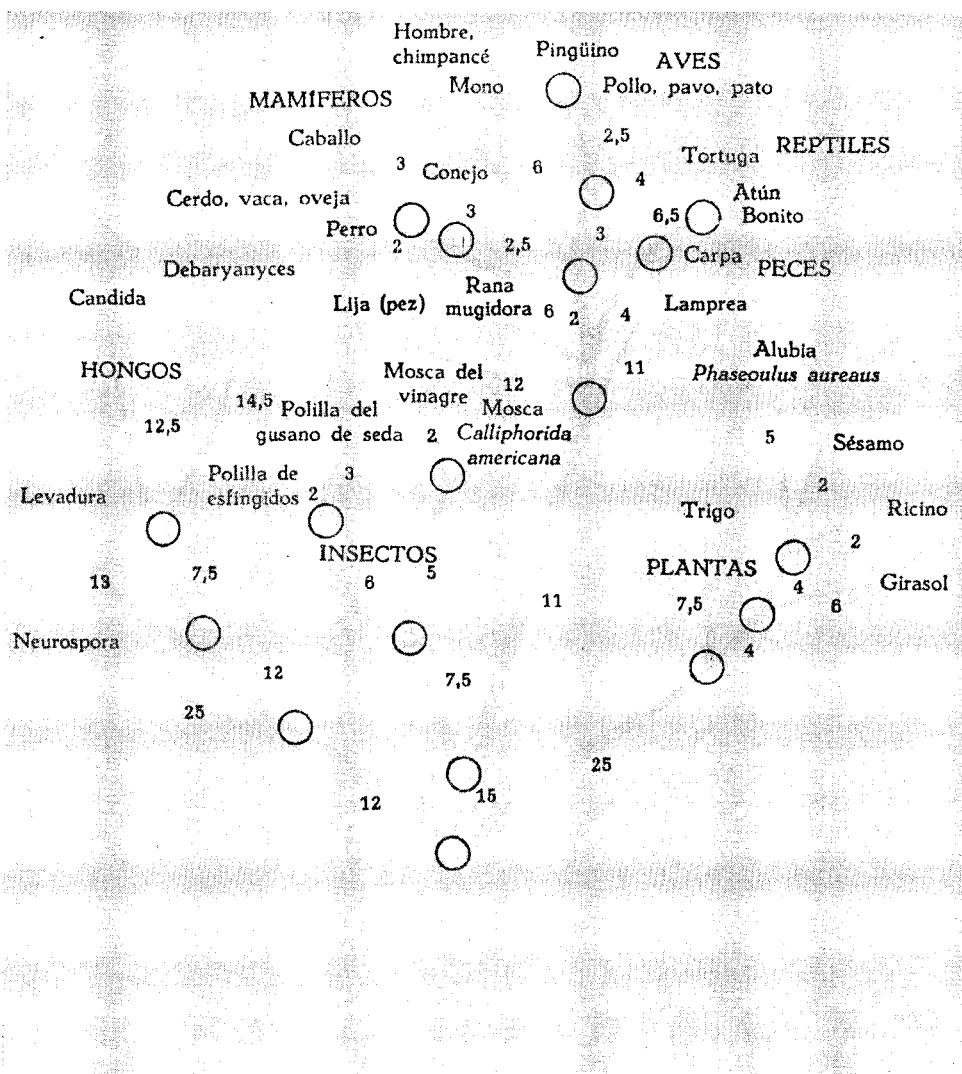 Hombre,
chimpancé
Pingüino
AVES
Mono
Pollo, pavo, pato
MAMIFEROS
Caballo
2,5
REPTILES
Tortuga
3
Conejo
6
4
Atún
Cerdo, vaca, oveja
Bonito
3
6,5
Perro
2
2,5
3
Carpa
PECES
Debaryanyces
Candida
Lija (pez)
Rana
mugidora
6
2
4
Lamprea
Alubia
Phaseoulus aureaus
HONGOS
Mosca del
vinagre
12
11
14,5
12,5
Polilla del
gusano de seda
2
Mosca
Calliphorida
americana
5
Sésamo
Levadura
Polilla de
esfíngidos
2
3
2
Trigo
Ricino
INSECTOS
2
13
7,5
6
5
PLANTAS
4
Girasol
11
7,5
6
Neurospora
4
12
7,5
25
25
12
15